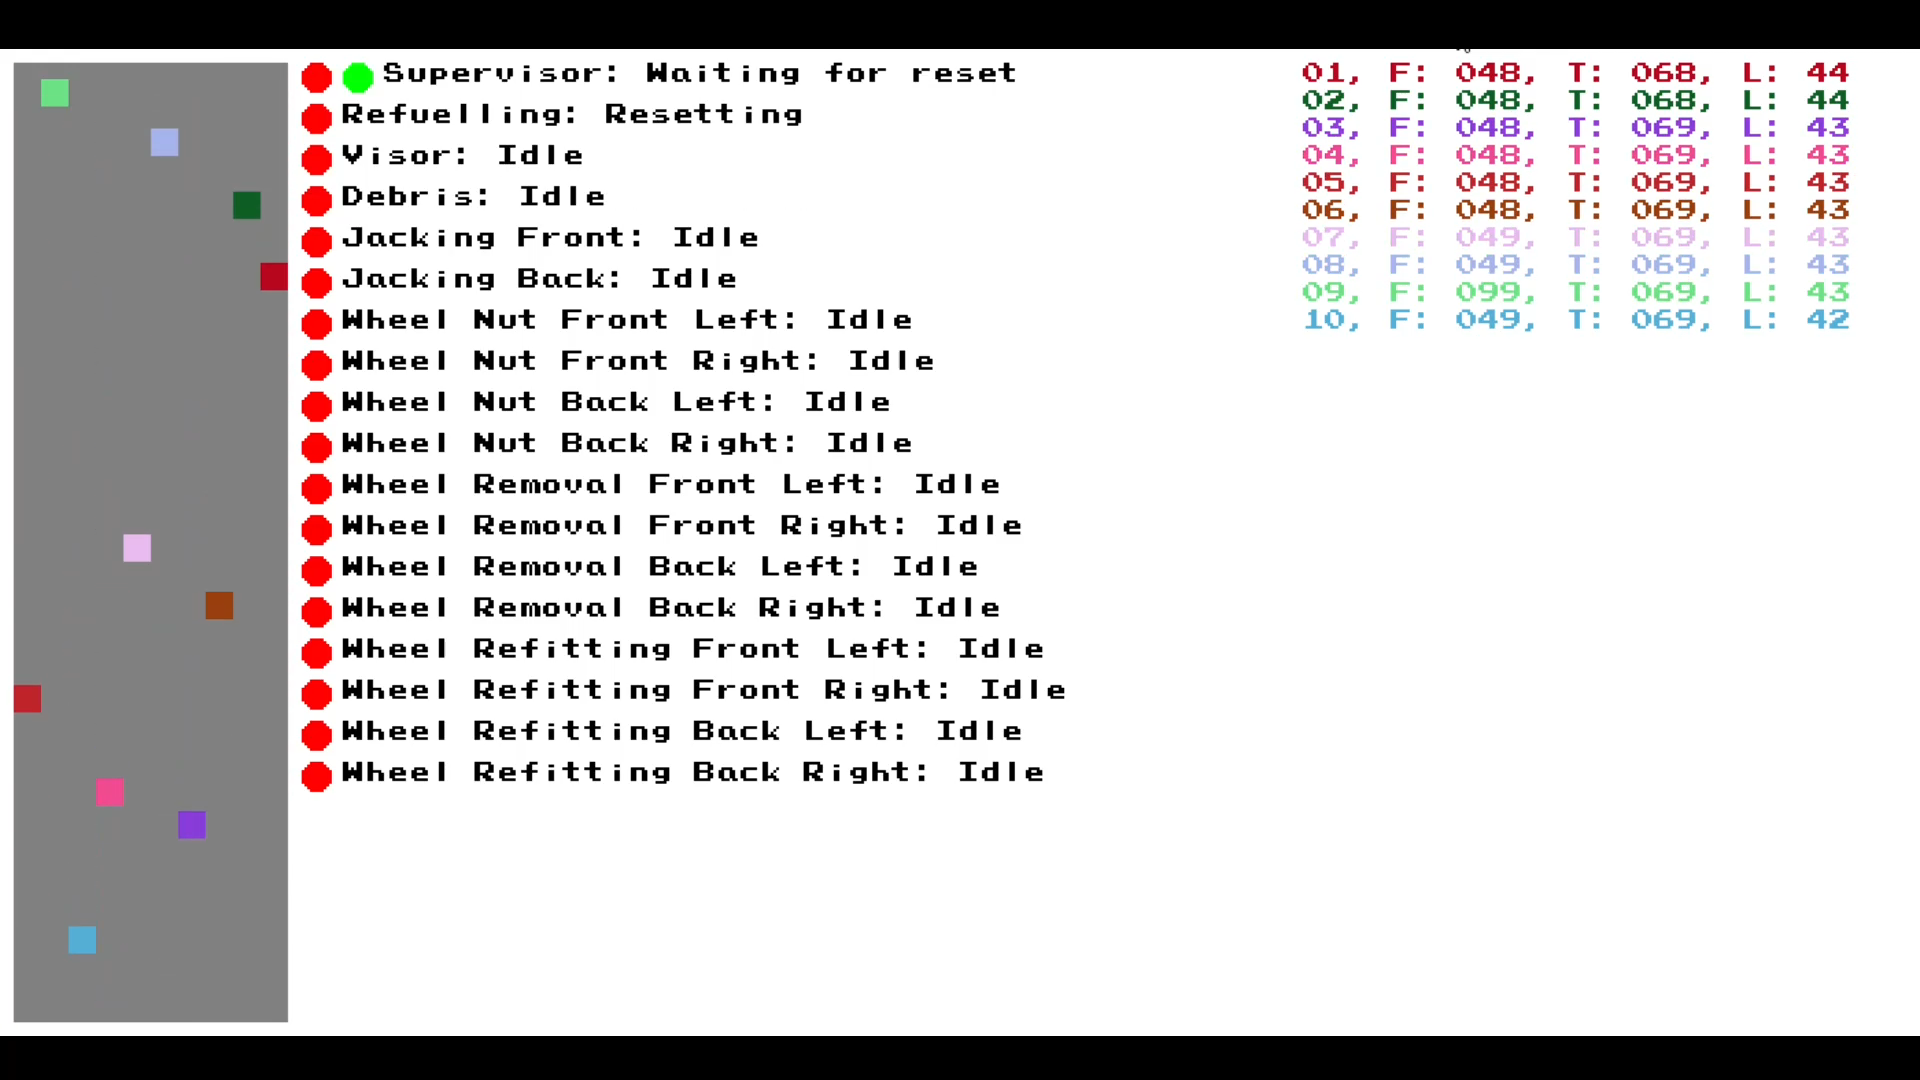 Supervisor: Waiting for reset
Refuelling: Resetting
Visor: Idle
Debris: Idle
Jacking Front: Idle
Jacking Back: Idle
Wheel Nut Front Left: Idle
Wheel Nut Front Right: Idle
Wheel Nut Back Left: Idle
Wheel Nut Back Right: Idle
Wheel Removal Front Left: Idle
Wheel Removal Front Right: Idle
Wheel Removal Back Left: Idle
Wheel Removal Back Right: Idle
Wheel Refitting Front Left: Idle
Wheel Refitting Front Right: Idle
Wheel Refitting Back Left: Idle
Wheel Refitting Back Right: Idle
01, F: 048, T: 068, L: 44
02, F: 048, T: 068, L: 44
03, F: 048, T: 069, L: 43
04, F: 048, T: 069, L: 43
05, F: 048, T: 069, L: 43
06, F: 048, T: 069, L: 43
07, F: 049, T: 069, L: 43
08, F: 049, T: 069, L: 43
09, F: 099, T: 069, L: 43
10, F: 049, T: 069, L: 42